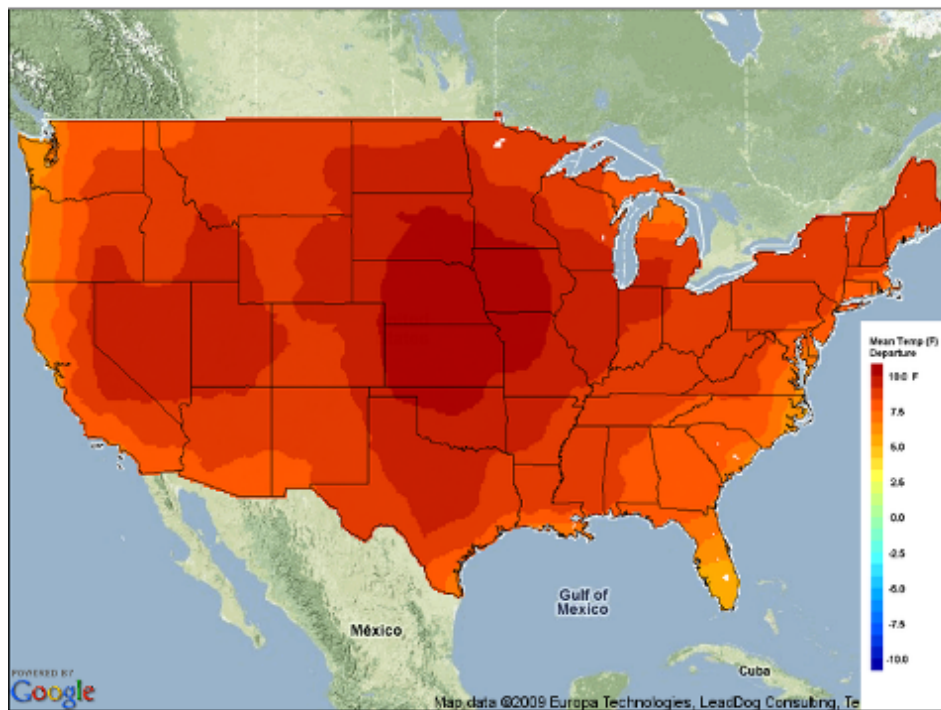 Mean Temp (F)
Departure
10.0 F
7.5
5.0
2.5
0.0
-2.5
-5.0
-7.5
-10.0
Gulf of
Mexico
México
Cuba
POWERED BY
Google
Map data ©2009 Europa Technologies, LeadDog Consulting, Te